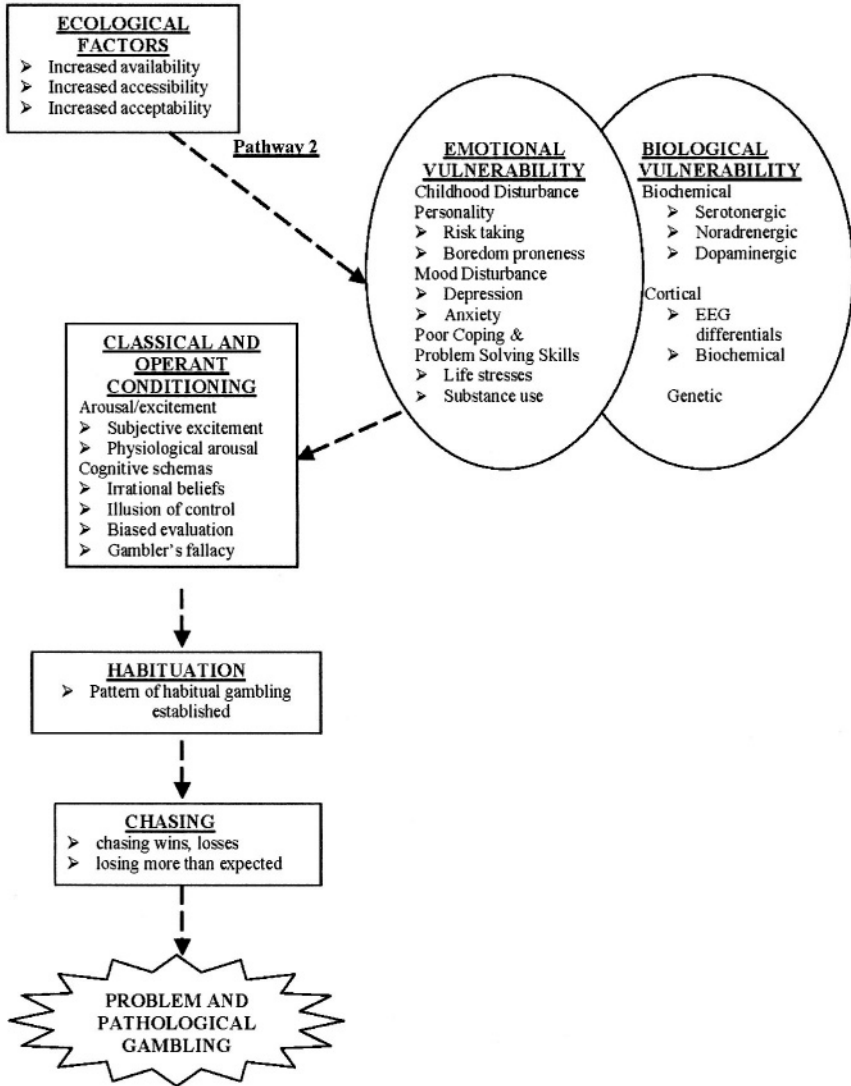 ECOLOGICAL
FACTORS
➢ Increased availability
➢ Increased accessibility
➢ Increased acceptability
Pathway 2
EMOTIONAL
VULNERABILITY
Childhood Disturbance
Personality
➢ Risk taking
➢ Boredom proneness
Mood Disturbance
➢ Depression
➢ Anxiety
Poor Coping &
Problem Solving Skills
➢ Life stresses
➢ Substance use
BIOLOGICAL
VULNERABILITY
Biochemical
➢ Serotonergic
➢ Noradrenergic
➢ Dopaminergic
Cortical
➢ EEG
differentials
➢ Biochemical
Genetic
CLASSICAL AND
OPERANT
CONDITIONING
Arousal/excitement
➢ Subjective excitement
➢ Physiological arousal
Cognitive schemas
➢ Irrational beliefs
➢ Illusion of control
➢ Biased evaluation
➢ Gambler's fallacy
HABITUATION
➢ Pattern of habitual gambling
established
CHASING
➢ chasing wins, losses
➢ losing more than expected
PROBLEM AND
PATHOLOGICAL
GAMBLING